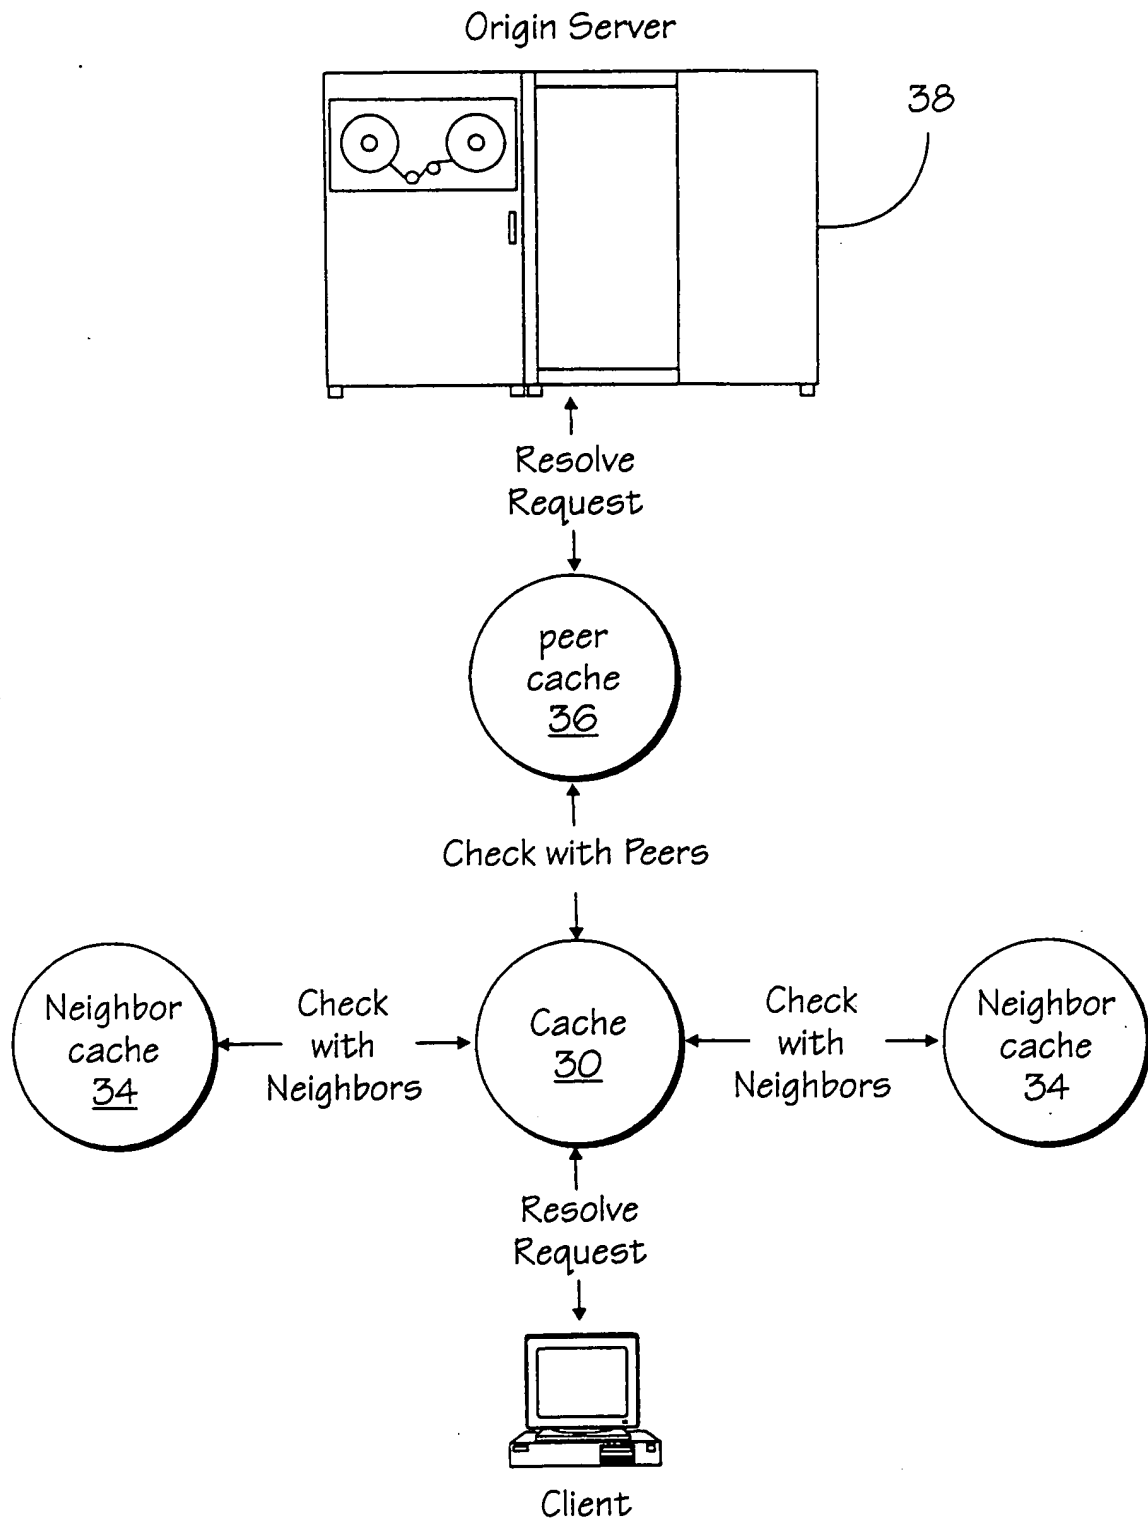 Origin Server
38
Resolve
Request
peer
cache
36
Check with Peers
Neighbor
cache
34
Check
with
Neighbors
Cache
30
Check
with
Neighbors
Neighbor
cache
34
Resolve
Request
Client